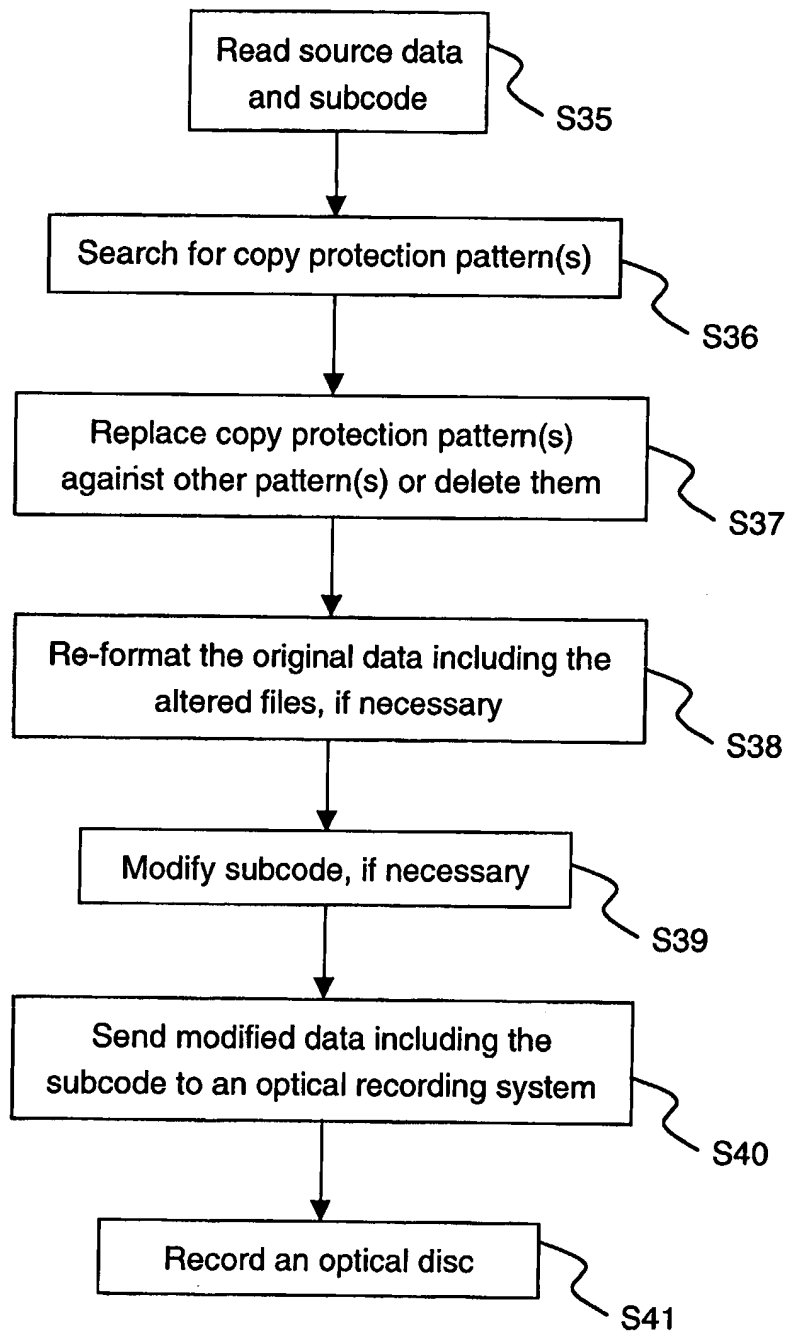 Read source data
and subcode
S35
Search for copy protection pattern(s)
S36
Replace copy protection pattern(s)
against other pattern(s) or delete them
S37
Re-format the original data including the
altered files, if necessary
S38
Modify subcode, if necessary
S39
Send modified data including the
subcode to an optical recording system
S40
Record an optical disc
S41